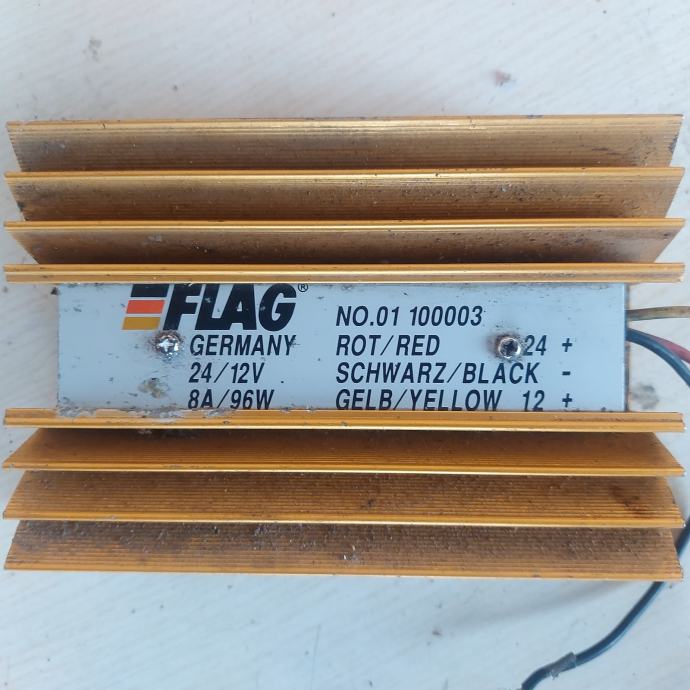 FLAG®
NO.01 100003
GERMANY
ROT/RED 24 +
24/12V
SCHWARZ/BLACK -
8A/96W
GELB/YELLOW 12 +